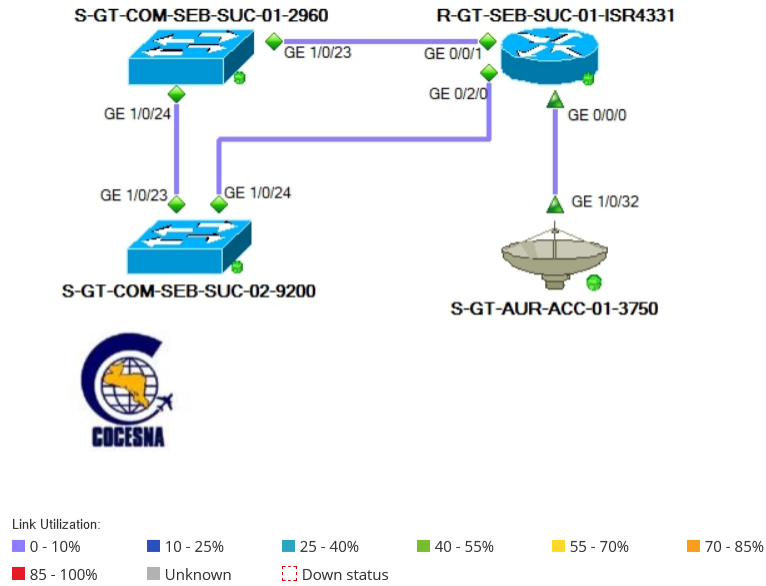 S-GT-COM-SEB-SUC-01-2960
R-GT-SEB-SUC-01-ISR4331
GE 1/0/23
GE 0/0/1
GE 0/2/0
GE 1/0/24
GE 0/0/0
GE 1/0/23
GE 1/0/24
GE 1/0/32
S-GT-COM-SEB-SUC-02-9200
S-GT-AUR-ACC-01-3750
COCESNA
Link Utilization:
0 - 10%
10 - 25%
25 - 40%
40 - 55%
55 - 70%
70 - 85%
85 - 100%
Unknown
Down status